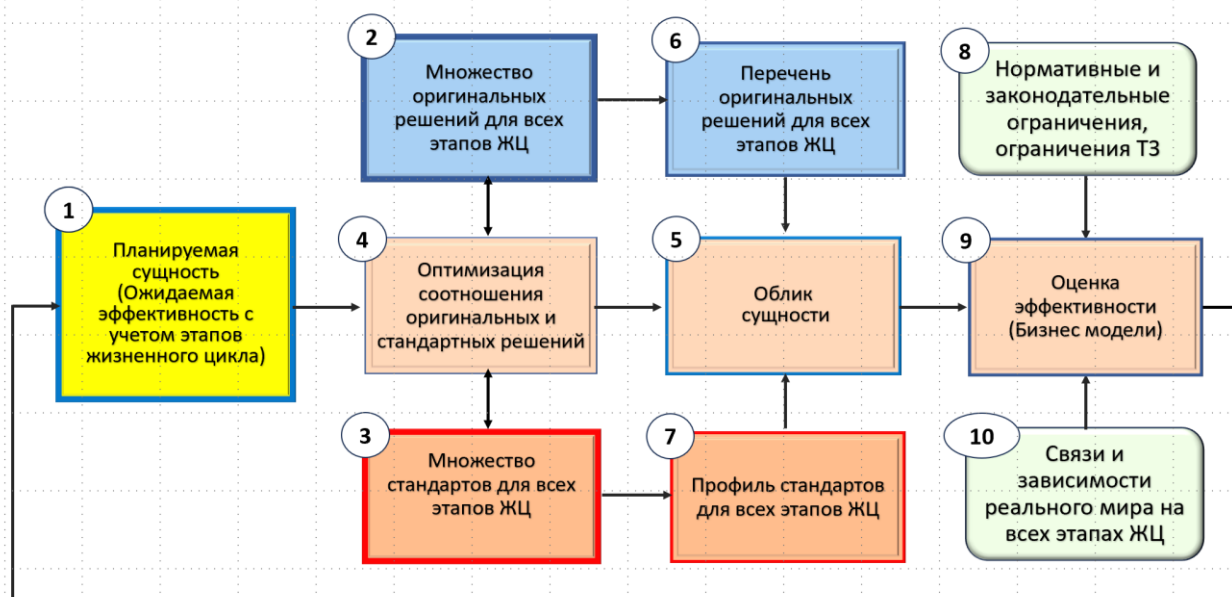 1
Планируемая
сущность
(Ожидаемая
эффективность с
учетом этапов
жизненного цикла)
2
Множество
оригинальных
решений для всех
этапов ЖЦ
6
Перечень
оригинальных
решений для всех
этапов ЖЦ
8
Нормативные и
законодательные
ограничения,
ограничения ТЗ
4
Оптимизация
соотношения
оригинальных и
стандартных решений
5
Облик
сущности
9
Оценка
эффективности
(Бизнес модели)
3
Множество
стандартов для всех
этапов ЖЦ
7
Профиль стандартов
для всех этапов ЖЦ
10
Связи и
зависимости
реального мира на
всех этапах ЖЦ